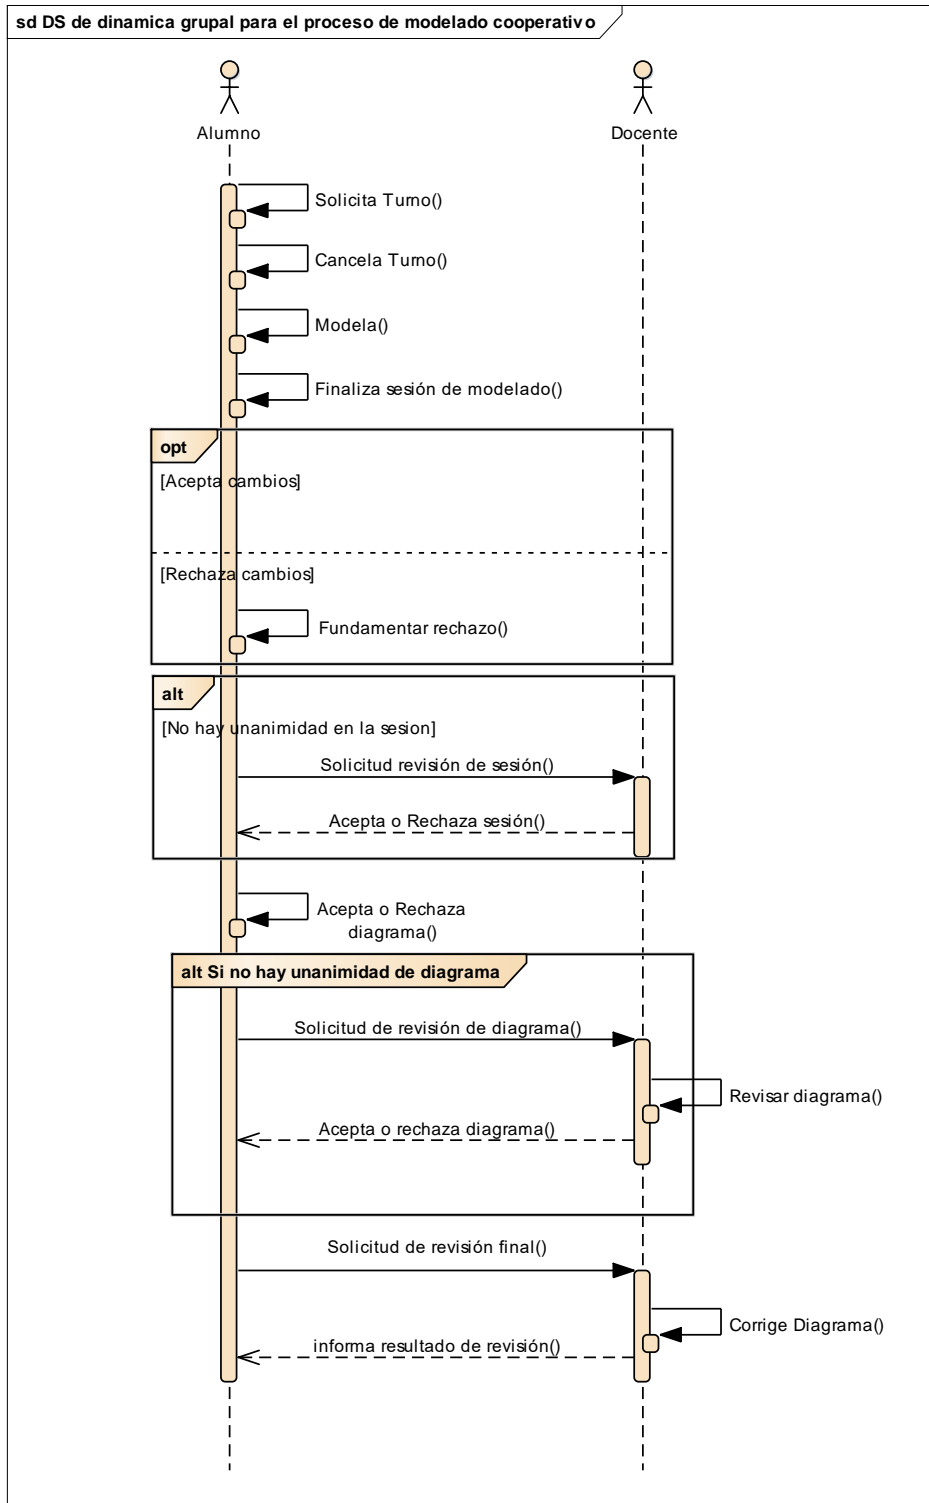 sd DS de dinamica grupal para el proceso de modelado cooperativo
Alumno
Docente
Solicita Turno()
Cancela Turno()
Modela()
Finaliza sesión de modelado()
opt
[Acepta cambios]
[Rechaza cambios]
Fundamentar rechazo()
alt
[No hay unanimidad en la sesion]
Solicitud revisión de sesión()
Acepta o Rechaza sesión()
Acepta o Rechaza
diagrama()
alt Si no hay unanimidad de diagrama
Solicitud de revisión de diagrama()
Revisar diagrama()
Acepta o rechaza diagrama()
Solicitud de revisión final()
Corrige Diagrama()
informa resultado de revisión()